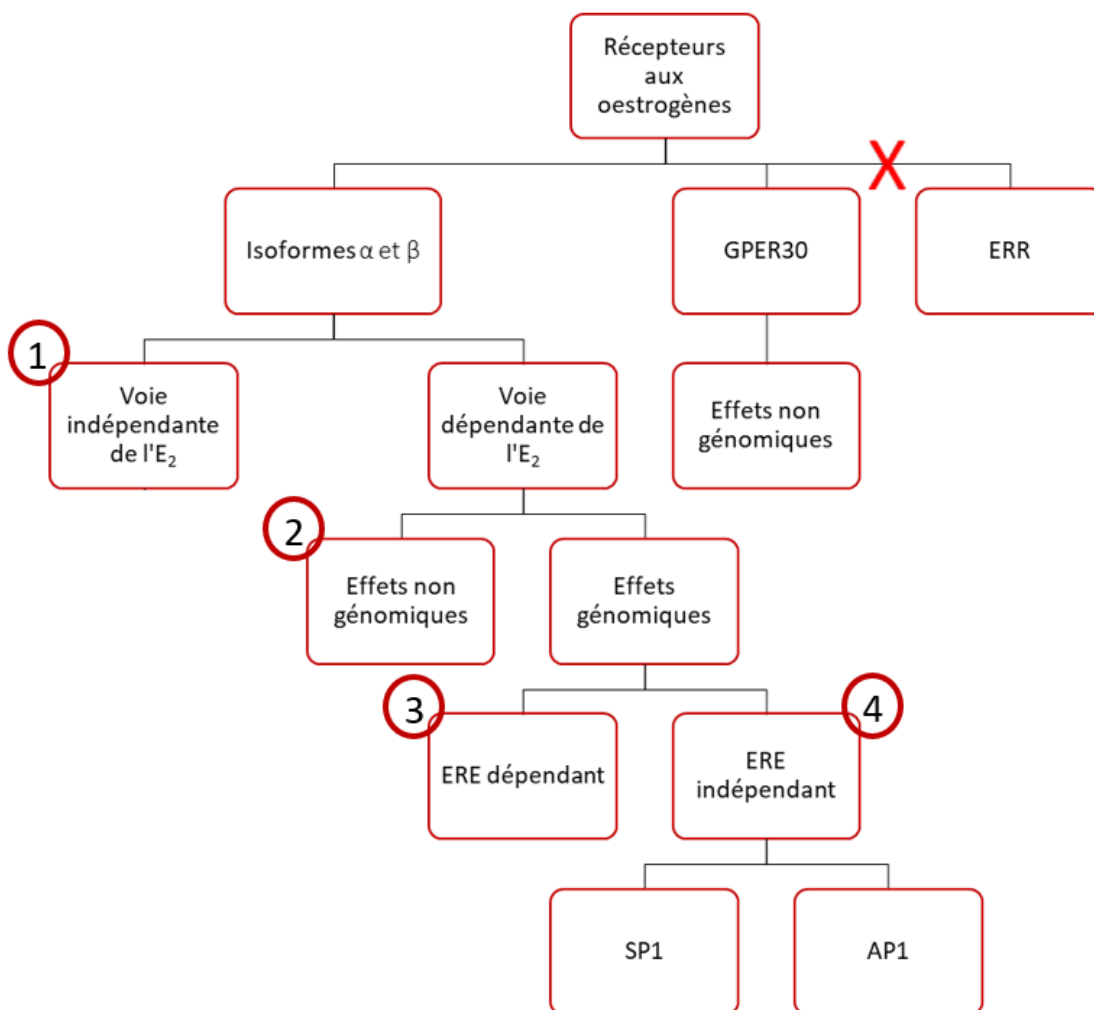 Récepteurs
aux
oestrogènes
X
Isoformes α et β
GPER30
ERR
1
Voie
indépendante
de l'E₂
Voie
dépendante de
l'E₂
Effets non
génomiques
2
Effets non
génomiques
Effets
génomiques
3
ERE dépendant
4
ERE
indépendant
SP1
AP1